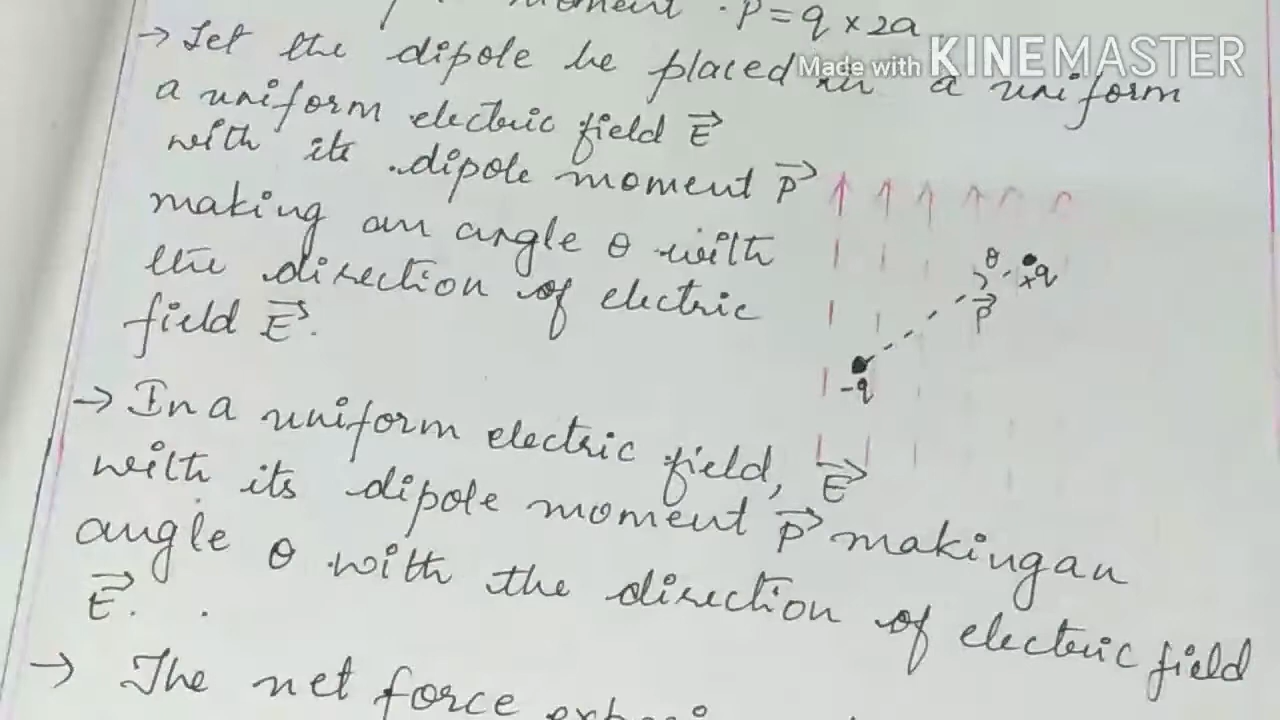 moment . p = q × 2a
Made with KINEMASTER
→ Let the dipole be placed in a uniform
a uniform electric field E⃗
with its dipole moment P⃗
making an angle θ with
the direction of electric
field E⃗.
θ
+q
P⃗
-q
E⃗
→ In a uniform electric field,
with its dipole moment P⃗ making an
angle θ with the direction of electric field
E⃗.
→ The net force